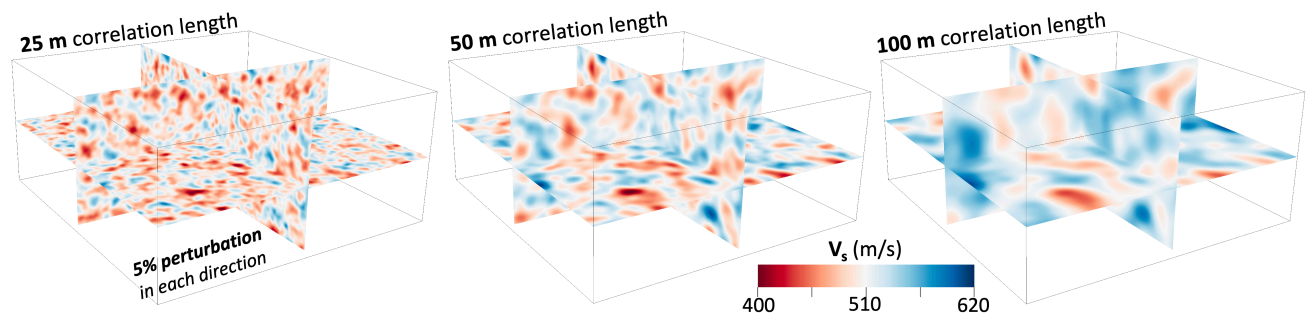 25 m correlation length
50 m correlation length
100 m correlation length
5% perturbation
in each direction
Vs (m/s)
400 510 620